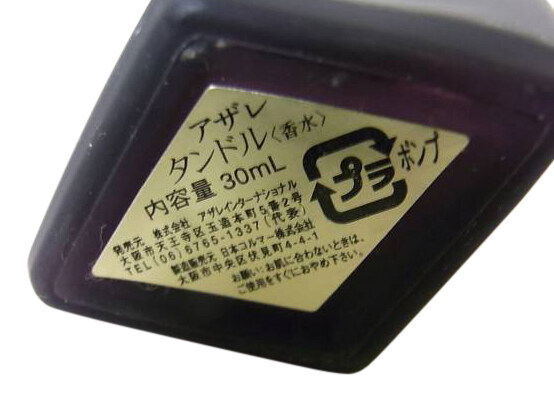 アザレ
タンドル〈香水〉
内容量 30mL
プラ
ポンプ
発売元 株式会社 アザレインターナショナル
大阪市天王寺区玉造本町5番2号
TEL(06)6765-1337(代表)
製造販売元 日本コルマー株式会社
大阪市中央区伏見町4-4-1
お願い:お肌に合わないときは、
ご使用をすぐにおやめ下さい。